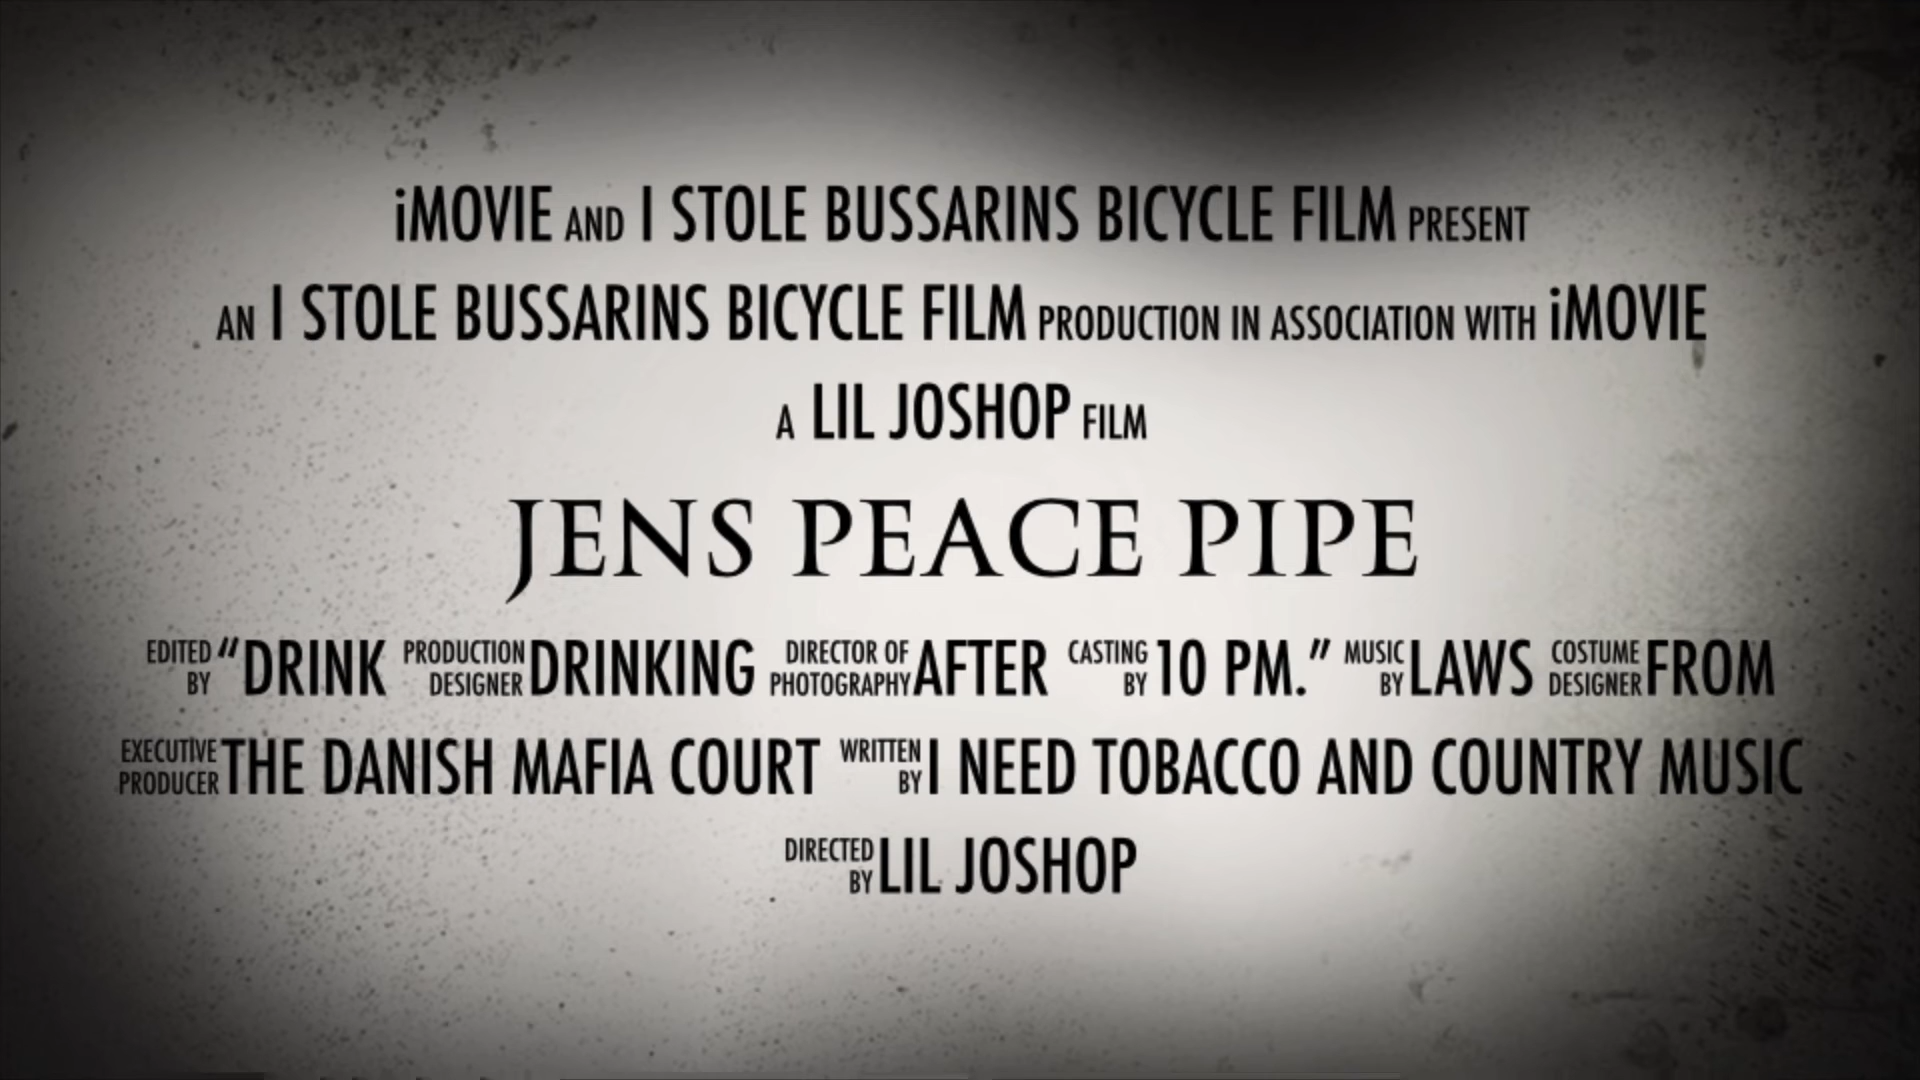 iMOVIE AND I STOLE BUSSARINS BICYCLE FILM PRESENT
AN I STOLE BUSSARINS BICYCLE FILM PRODUCTION IN ASSOCIATION WITH iMOVIE
A LIL JOSHOP FILM
JENS PEACE PIPE
EDITED BY "DRINK PRODUCTION DESIGNER DRINKING DIRECTOR OF PHOTOGRAPHY AFTER CASTING BY 10 PM." MUSIC BY LAWS COSTUME DESIGNER FROM
EXECUTIVE PRODUCER THE DANISH MAFIA COURT WRITTEN BY I NEED TOBACCO AND COUNTRY MUSIC
DIRECTED BY LIL JOSHOP